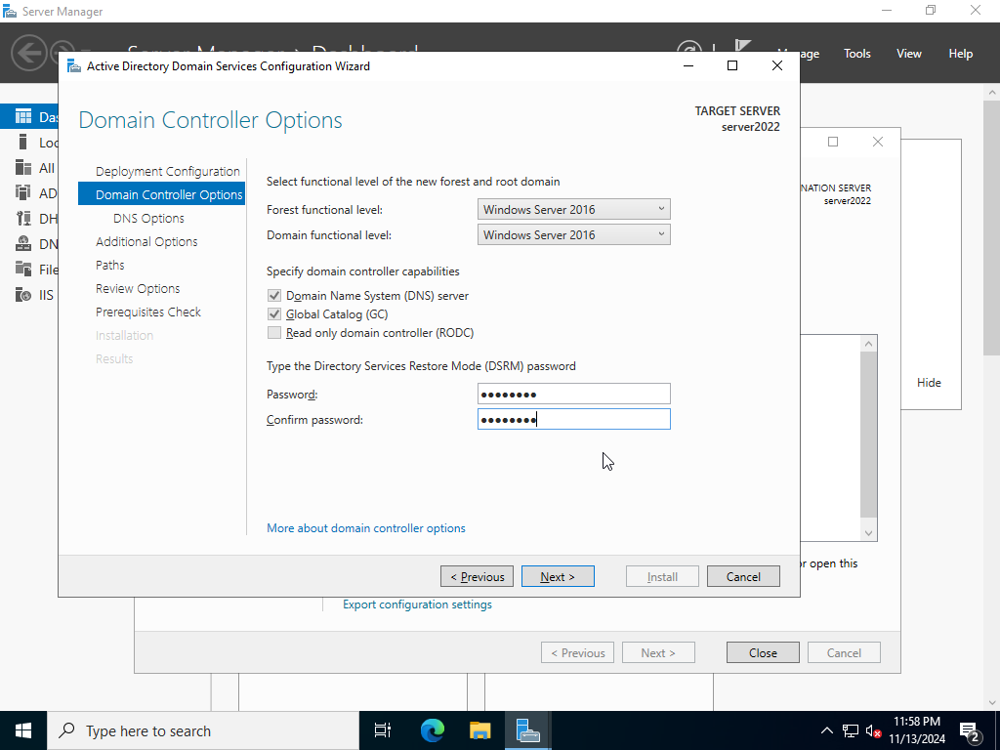 Server Manager
Manage Tools View Help
Active Directory Domain Services Configuration Wizard
Domain Controller Options
TARGET SERVER
server2022
Deployment Configuration
Domain Controller Options
DNS Options
Additional Options
Paths
Review Options
Prerequisites Check
Installation
Results
Select functional level of the new forest and root domain
Forest functional level: Windows Server 2016
Domain functional level: Windows Server 2016
Specify domain controller capabilities
Domain Name System (DNS) server
Global Catalog (GC)
Read only domain controller (RODC)
Type the Directory Services Restore Mode (DSRM) password
Password: ●●●●●●●●
Confirm password: ●●●●●●●●
More about domain controller options
< Previous Next > Install Cancel
Das
Loc
All
AD
DH
DN
File
IIS
NATION SERVER
server2022
Hide
or open this
Export configuration settings
< Previous Next > Close Cancel
Type here to search
11:58 PM
11/13/2024
2